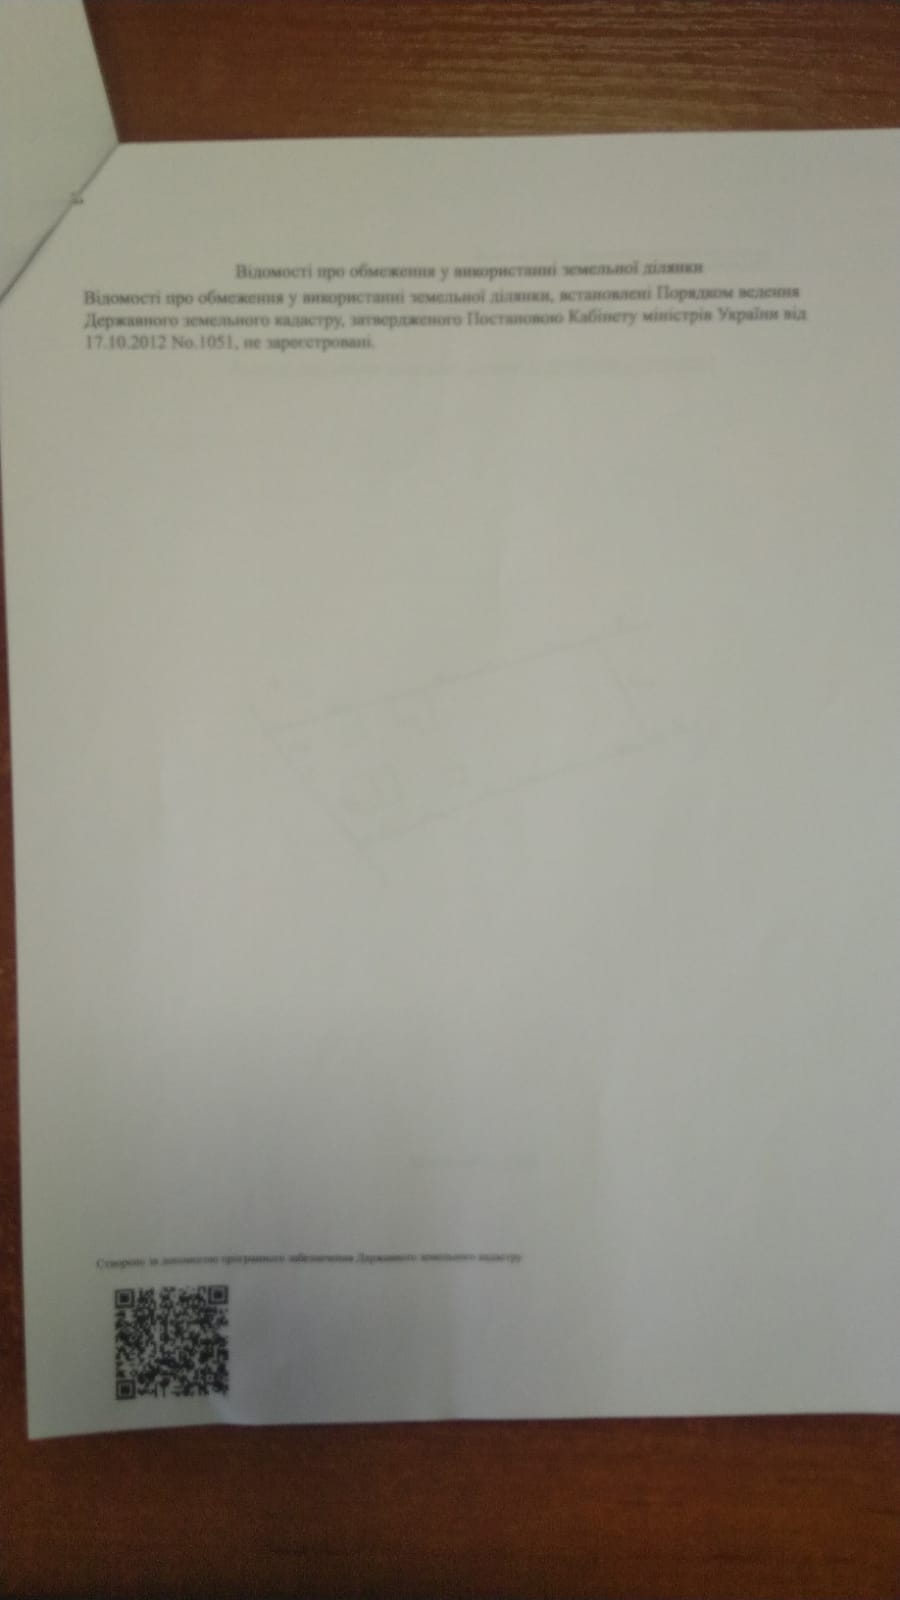 Відомості про обмеження у використанні земельної ділянки
Відомості про обмеження у використанні земельної ділянки, встановлені Порядком ведення
Державного земельного кадастру, затвердженого Постановою Кабінету міністрів України від
17.10.2012 No.1051, не зареєстровані.
Створено за допомогою програмного забезпечення Державного земельного кадастру